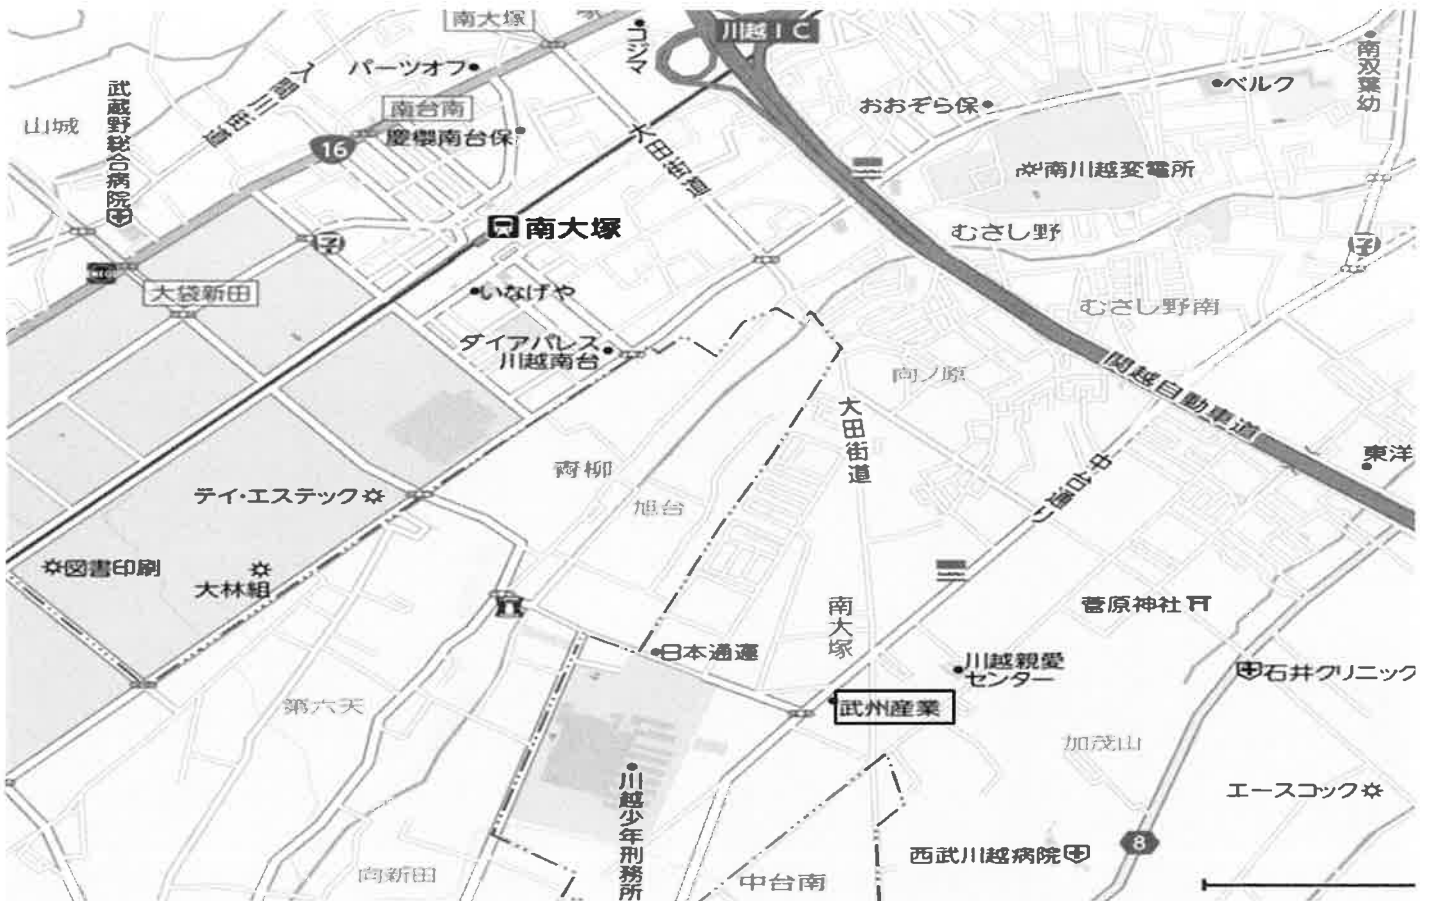 南大塚
コジマ
川越IC
パーツオフ
入間川街道
武蔵野総合病院
山城
南台南
慶櫻南台保
16
大田街道
おおぞら保
ベルク
南双葉幼
南川越変電所
むさし野
南大塚
大袋新田
いなげや
ダイアパレス
川越南台
むさし野南
向ノ原
関越自動車道
大田街道
中台通り
東洋
青柳
旭台
テイ・エステック
図書印刷
大林組
南大塚
菅原神社
日本通運
川越親愛
センター
石井クリニック
武州産業
第六天
加茂山
川越少年刑務所
エースコック
8
西武川越病院
向新田
中台南